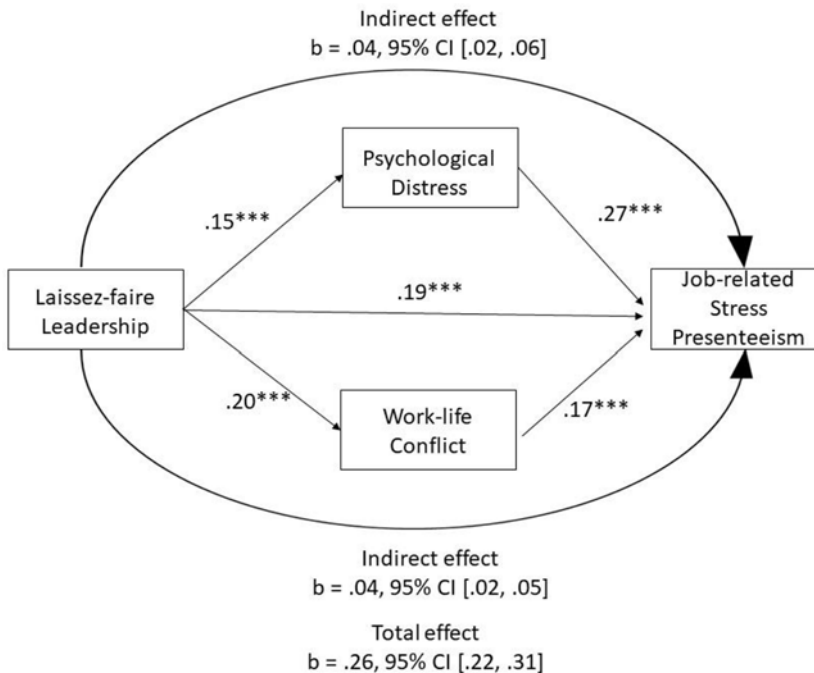 Indirect effect
b = .04, 95% CI [.02, .06]
Psychological
Distress
.15***
.27***
Laissez-faire
Leadership
.19***
Job-related
Stress
Presenteeism
.20***
.17***
Work-life
Conflict
Indirect effect
b = .04, 95% CI [.02, .05]
Total effect
b = .26, 95% CI [.22, .31]